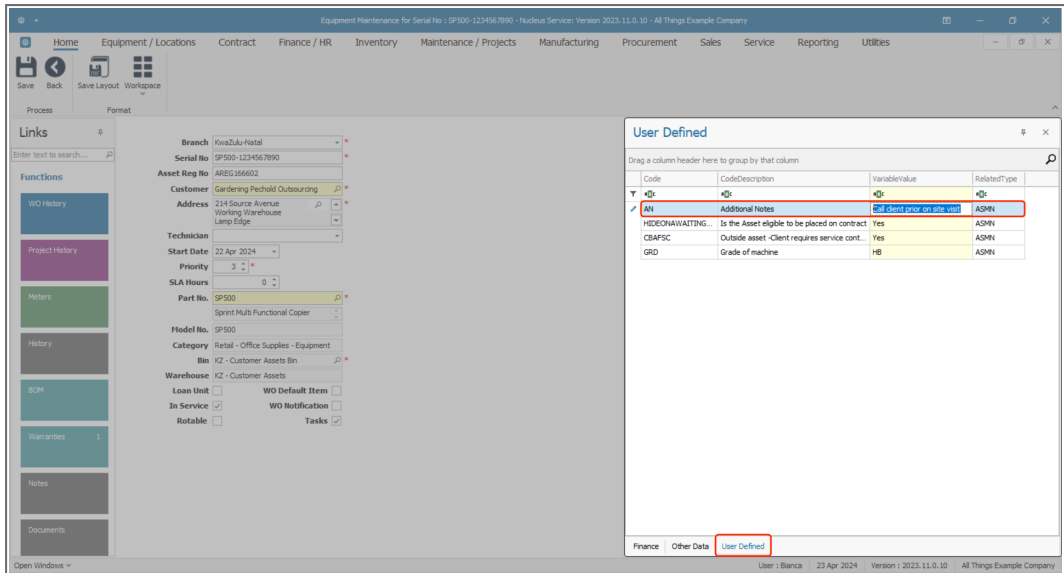 Equipment Maintenance for Serial No : SP500-1234567890 - Nucleus Service: Version 2023.11.0.10 - All Things Example Company
Home Equipment / Locations Contract Finance / HR Inventory Maintenance / Projects Manufacturing Procurement Sales Service Reporting Utilities
Save Back Save Layout Workspace
Process Format
Links
Enter text to search...
Functions
WO History
Project History
Meters
History
BOM
Warranties 1
Notes
Documents
Branch KwaZulu-Natal *
Serial No SP500-1234567890 *
Asset Reg No AREG166602
Customer Gardening Pechold Outsourcing *
Address 214 Source Avenue
Working Warehouse
Lamp Edge
Technician
Start Date 22 Apr 2024
Priority 3 *
SLA Hours 0
Part No. SP500 *
Sprint Multi Functional Copier
Model No. SP500
Category Retail - Office Supplies - Equipment
Bin KZ - Customer Assets Bin *
Warehouse KZ - Customer Assets
Loan Unit WO Default Item
In Service WO Notification
Rotable Tasks
User Defined
Drag a column header here to group by that column
Code CodeDescription VariableValue RelatedType
AN Additional Notes Call client prior on site visit ASMN
HIDEONAWAITING... Is the Asset eligible to be placed on contract Yes ASMN
CBAFSC Outside asset -Client requires service cont... Yes ASMN
GRD Grade of machine HB ASMN
Finance Other Data User Defined
Open Windows User : Bianca 23 Apr 2024 Version : 2023.11.0.10 All Things Example Company